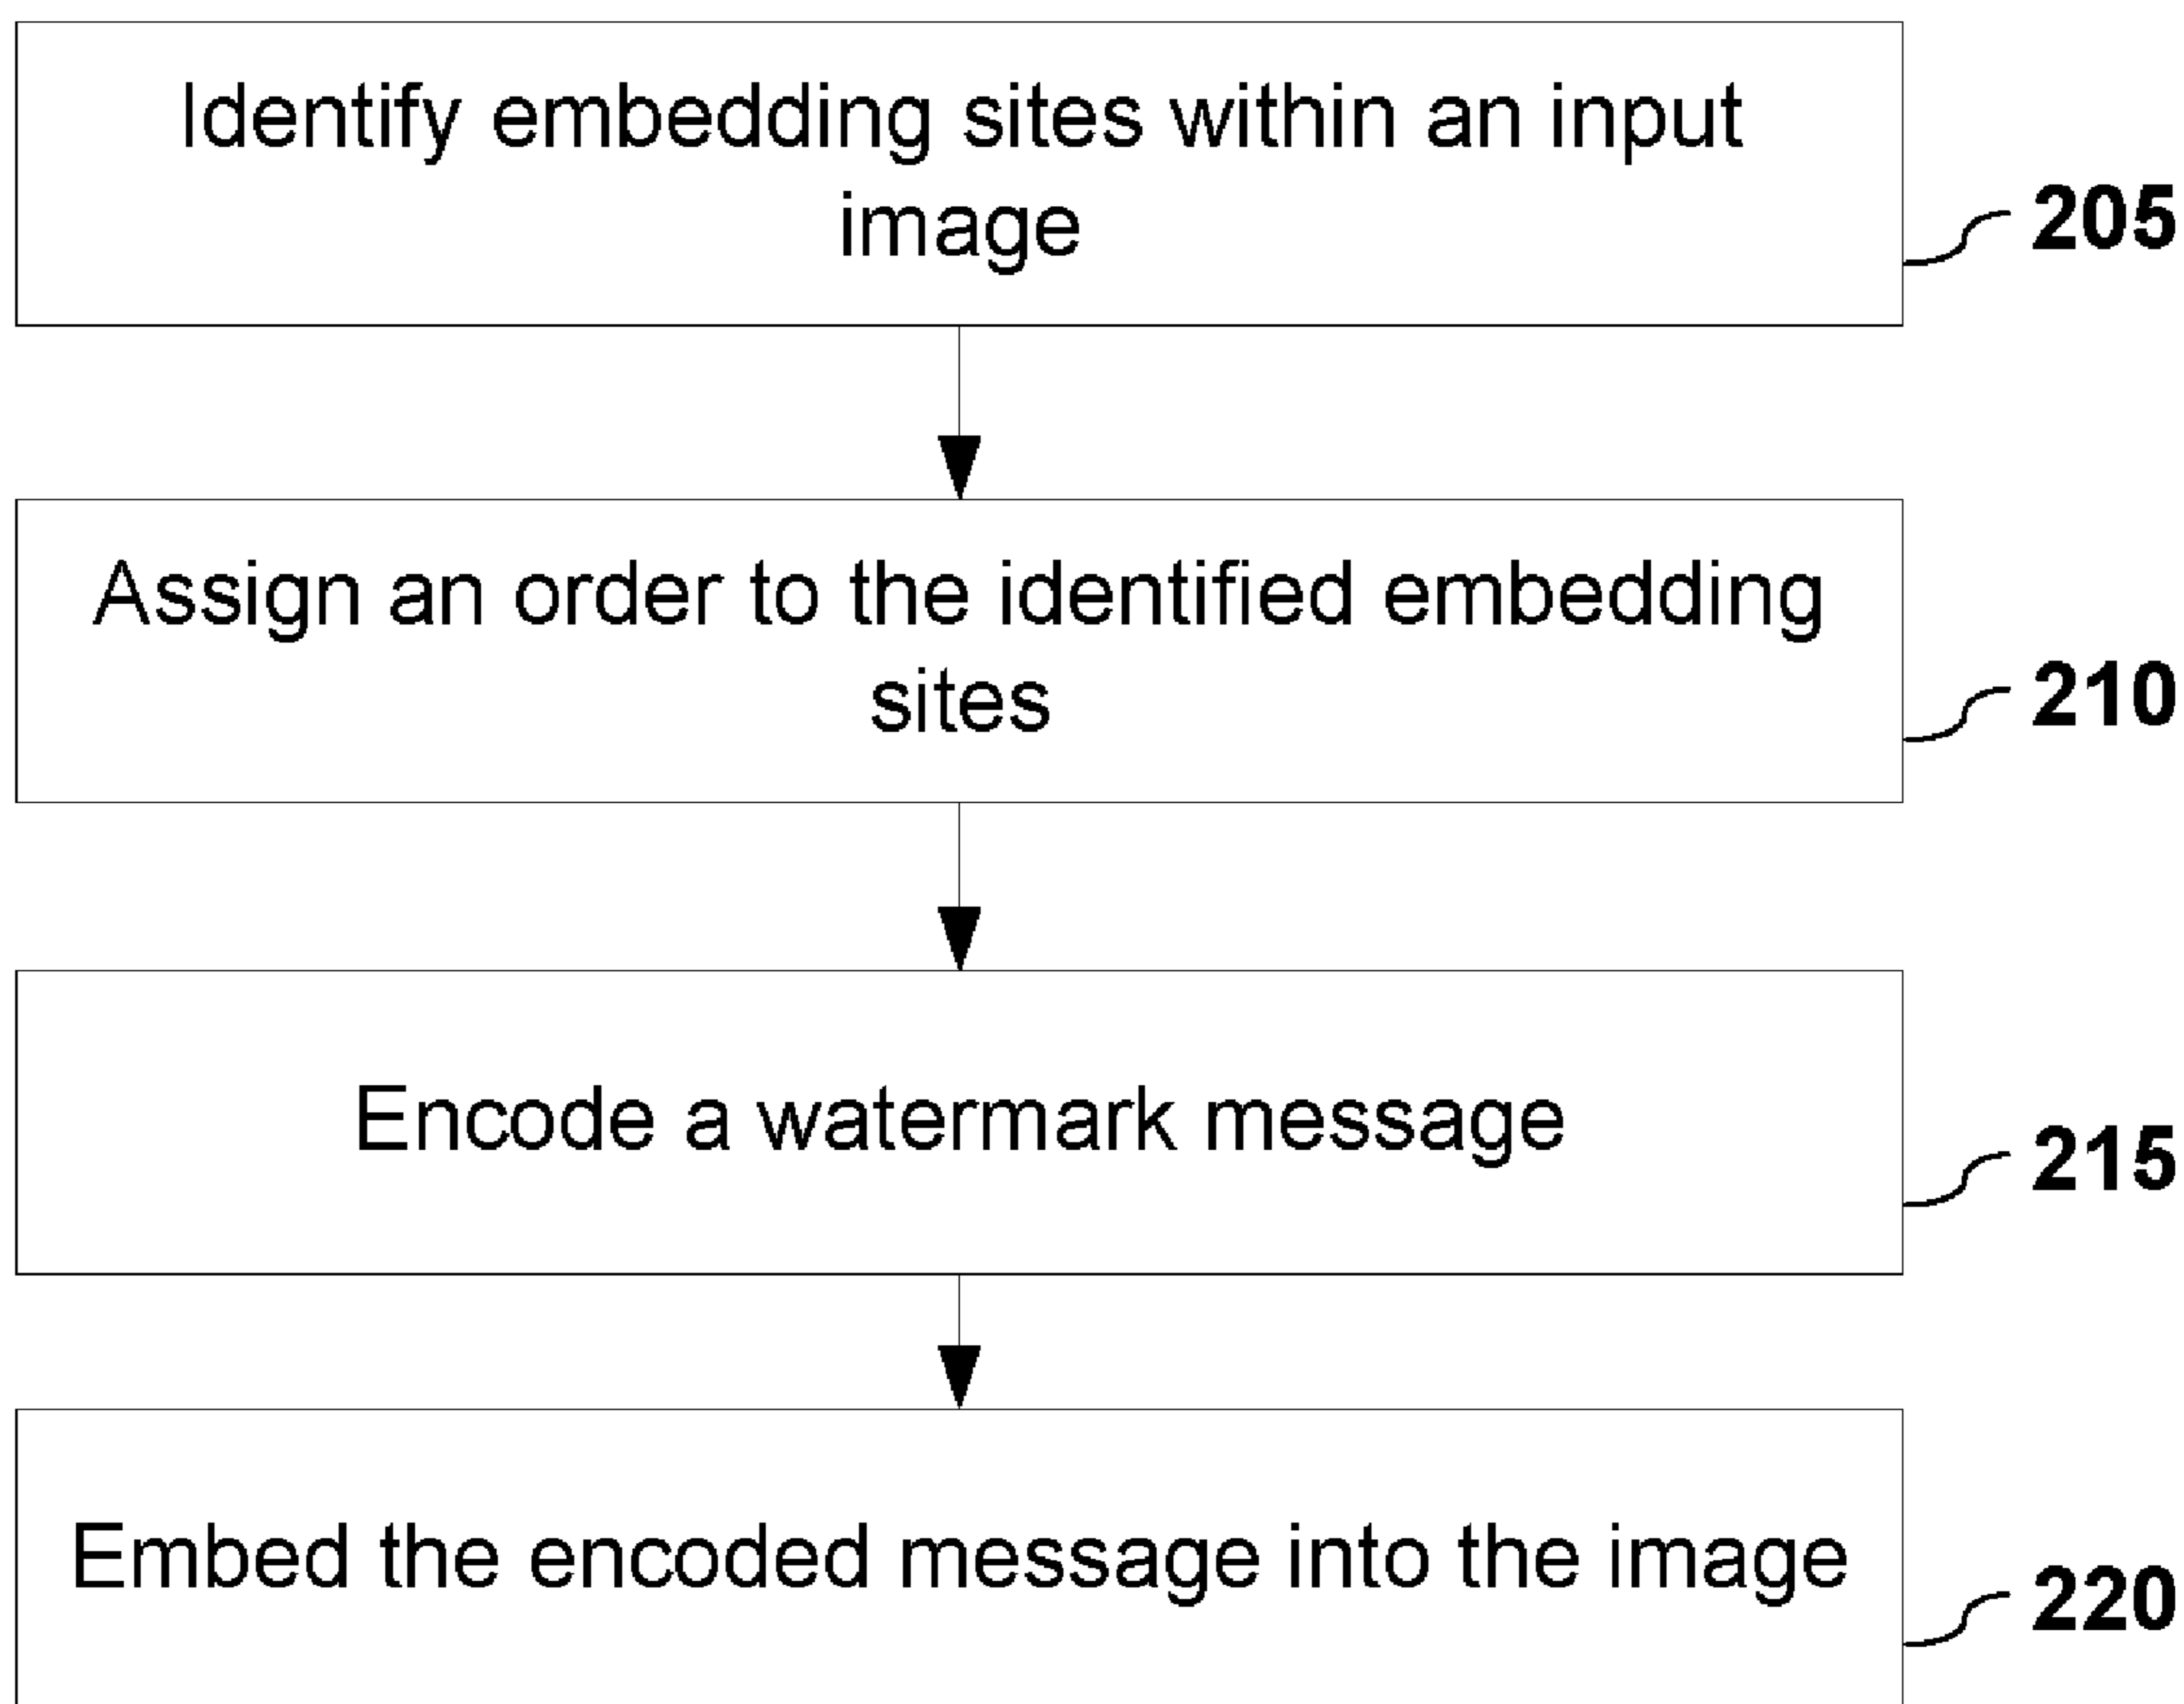 Identify embedding sites within an input
image
205
Assign an order to the identified embedding
sites
210
Encode a watermark message
215
Embed the encoded message into the image
220